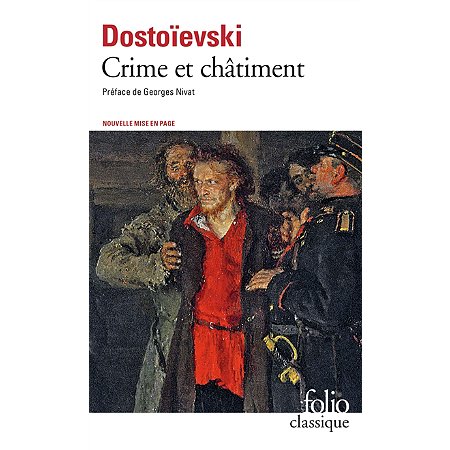 Dostoïevski
Crime et châtiment
Préface de Georges Nivat
NOUVELLE MISE EN PAGE
folio
classique